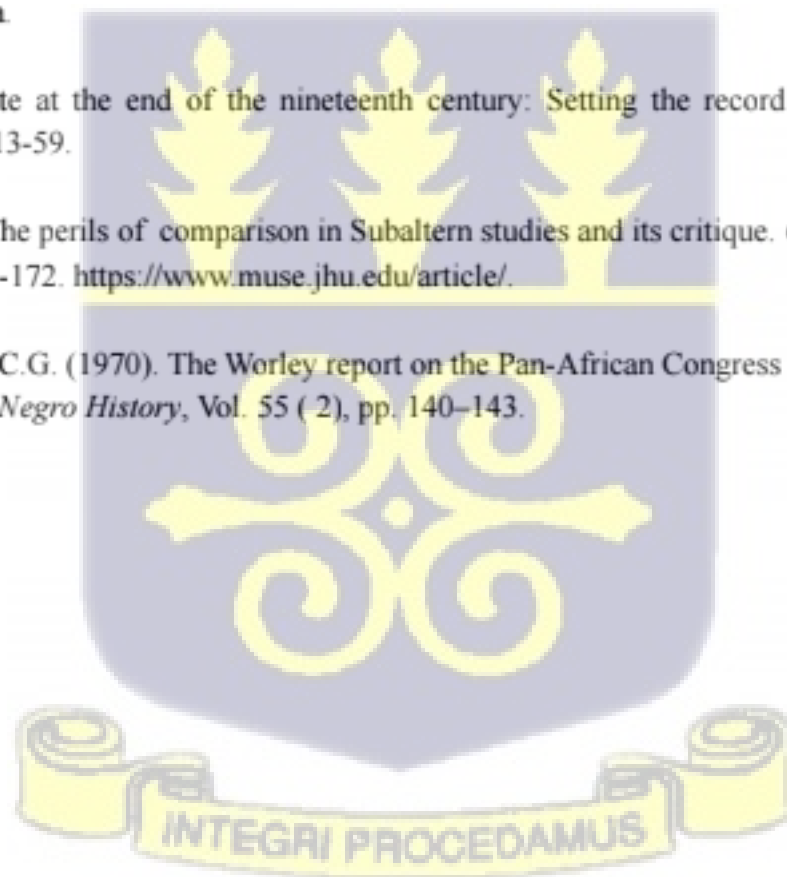 te at the end of the nineteenth century: Setting the record
13-59.
he perils of comparison in Subaltern studies and its critique.
-172. https://www.muse.jhu.edu/article/.
C.G. (1970). The Worley report on the Pan-African Congress
Negro History, Vol. 55 ( 2), pp. 140–143.
INTEGRI PROCEDAMUS